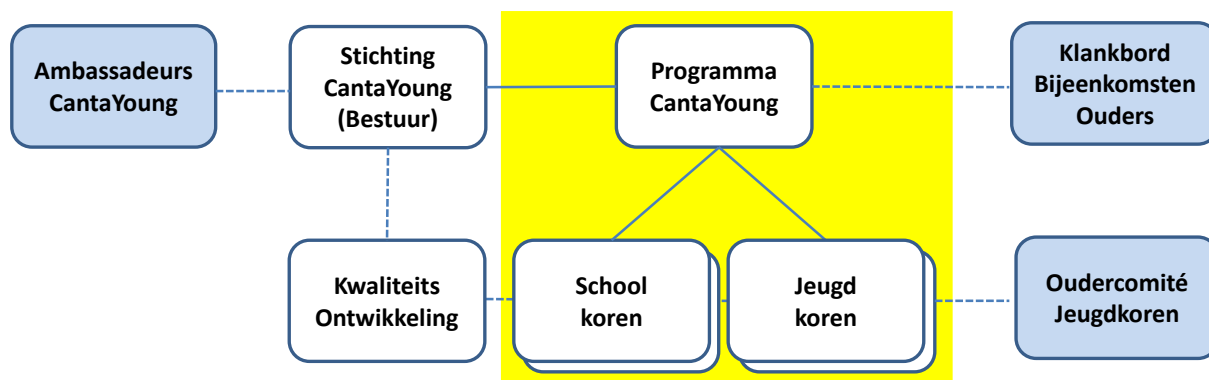 Ambassadeurs
CantaYoung
Stichting
CantaYoung
(Bestuur)
Programma
CantaYoung
Klankbord
Bijeenkomsten
Ouders
Kwaliteits
Ontwikkeling
School
koren
Jeugd
koren
Oudercomité
Jeugdkoren